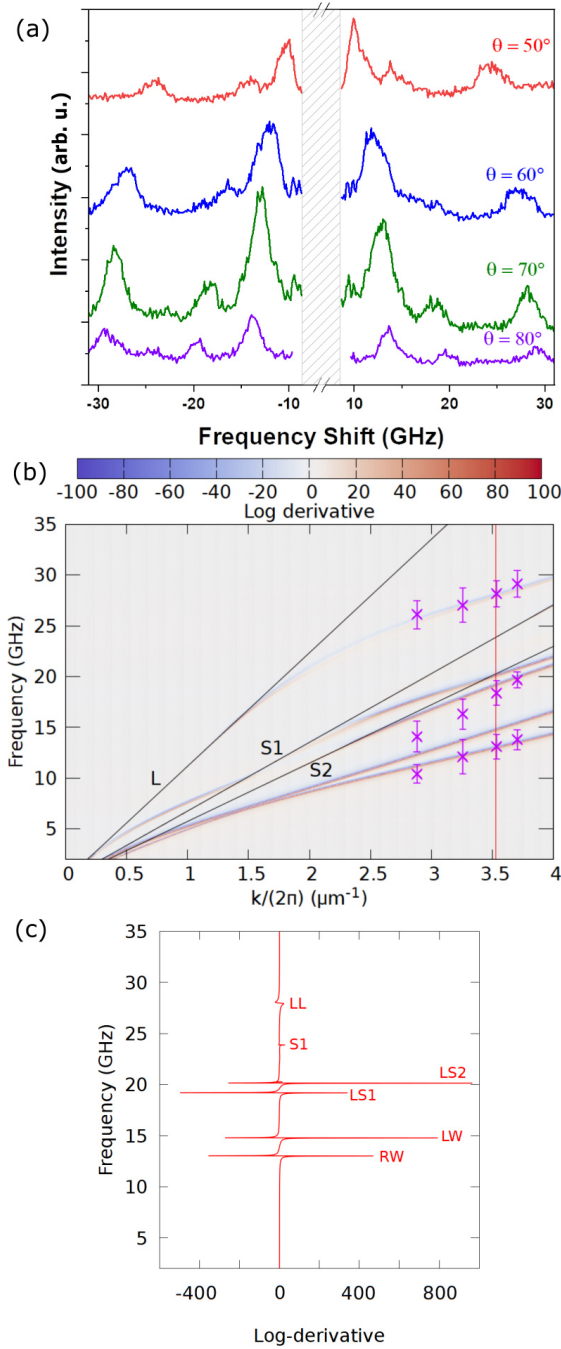 (a)
θ = 50°
θ = 60°
θ = 70°
θ = 80°
Intensity (arb. u.)
-30 -20 -10 10 20 30
Frequency Shift (GHz)
(b)
-100 -80 -60 -40 -20 0 20 40 60 80 100
Log derivative
35
30
25
20
15
10
5
Frequency (GHz)
L
S1
S2
0 0.5 1 1.5 2 2.5 3 3.5 4
k/(2π) (μm⁻¹)
(c)
35
30
25
20
15
10
5
Frequency (GHz)
LL
S1
LS2
LS1
LW
RW
-400 0 400 800
Log-derivative